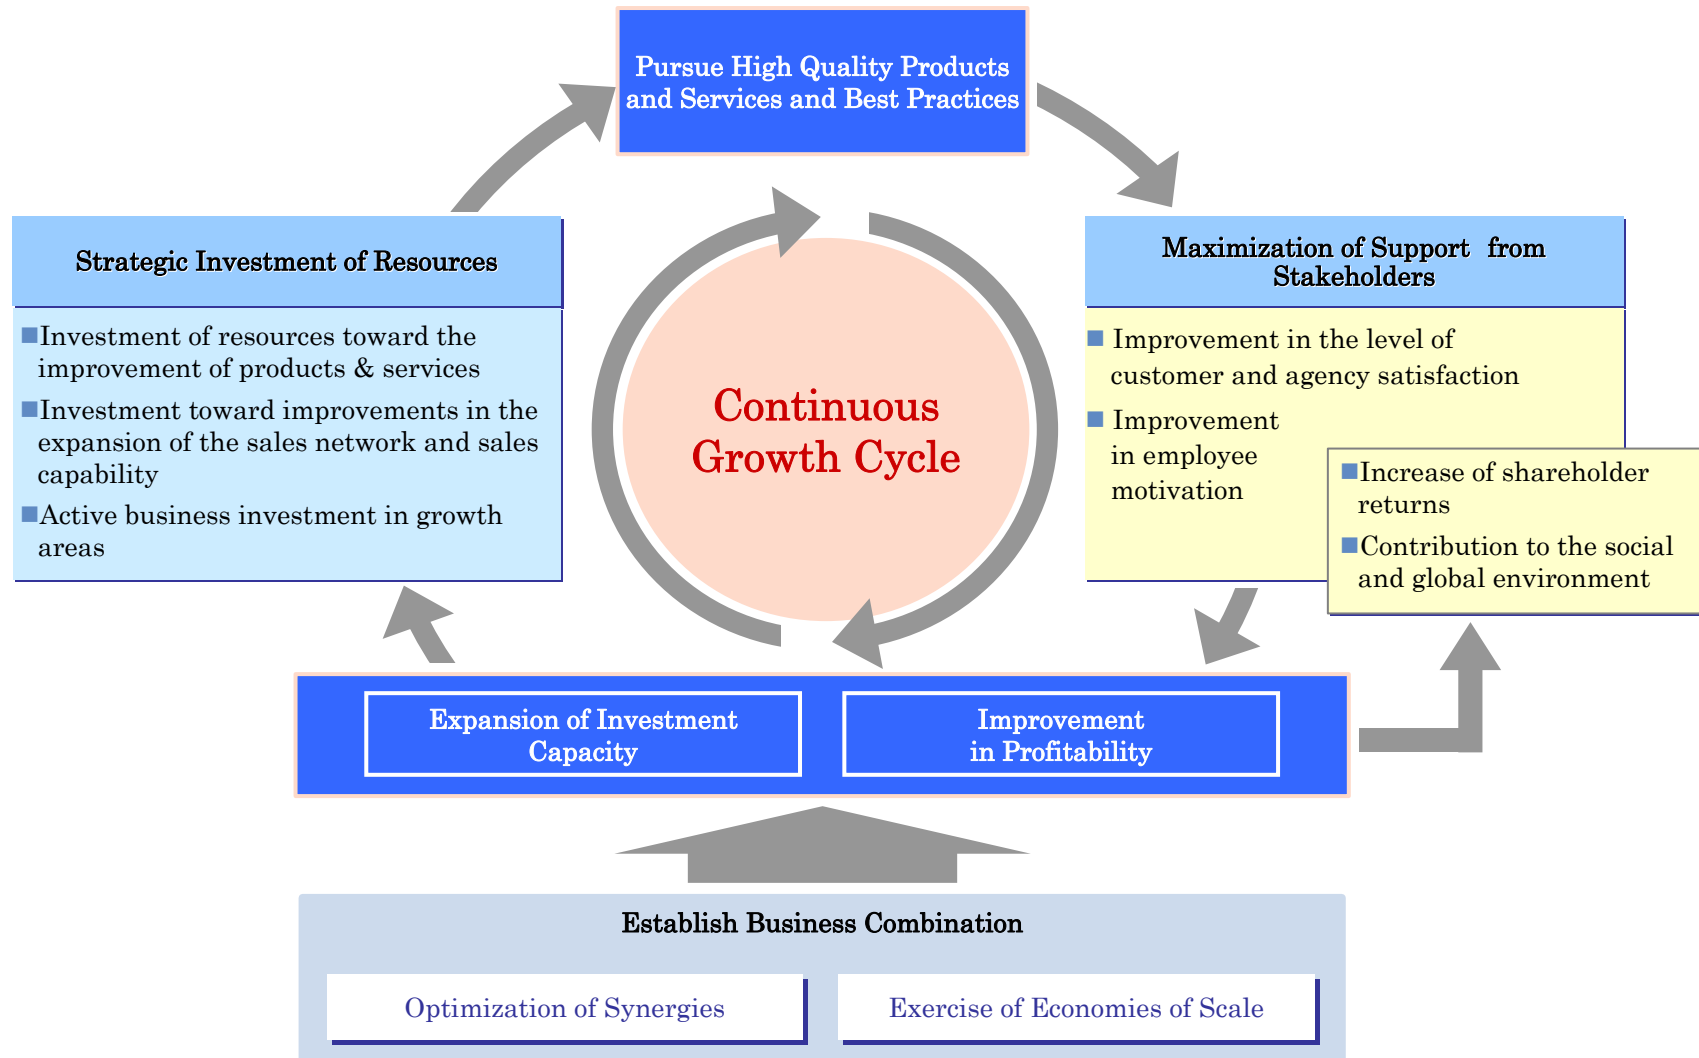 Pursue High Quality Products
and Services and Best Practices
Strategic Investment of Resources
■Investment of resources toward the
improvement of products & services
■Investment toward improvements in the
expansion of the sales network and sales
capability
■Active business investment in growth
areas
Continuous
Growth Cycle
Maximization of Support from
Stakeholders
■ Improvement in the level of
customer and agency satisfaction
■ Improvement
in employee
motivation
■Increase of shareholder
returns
■Contribution to the social
and global environment
Expansion of Investment
Capacity
Improvement
in Profitability
Establish Business Combination
Optimization of Synergies
Exercise of Economies of Scale